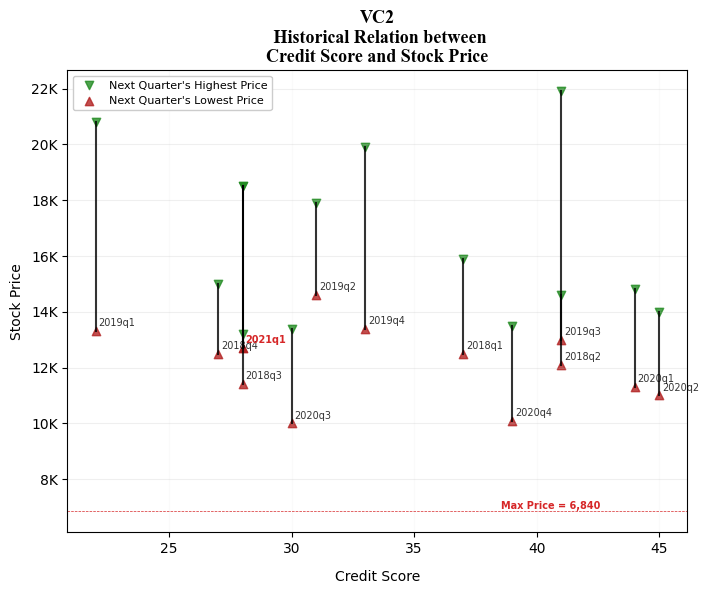 VC2
Historical Relation between
Credit Score and Stock Price
Next Quarter's Highest Price
Next Quarter's Lowest Price
22K
20K
18K
16K
14K
12K
10K
8K
Stock Price
2019q1
2018q4
2021q1
2018q3
2019q2
2020q3
2019q4
2018q1
2020q4
2019q3
2018q2
2020q1
2020q2
Max Price = 6,840
25
30
35
40
45
Credit Score